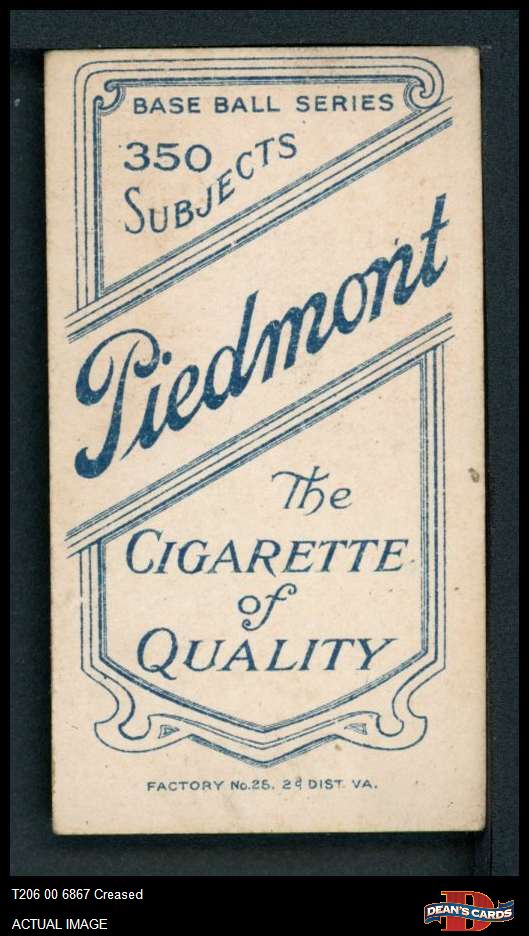 BASE BALL SERIES
350
SUBJECTS
Piedmont
The
CIGARETTE
of
QUALITY
FACTORY No.25. 2d DIST. VA.
T206 00 6867 Creased
ACTUAL IMAGE
D
DEAN'S CARDS